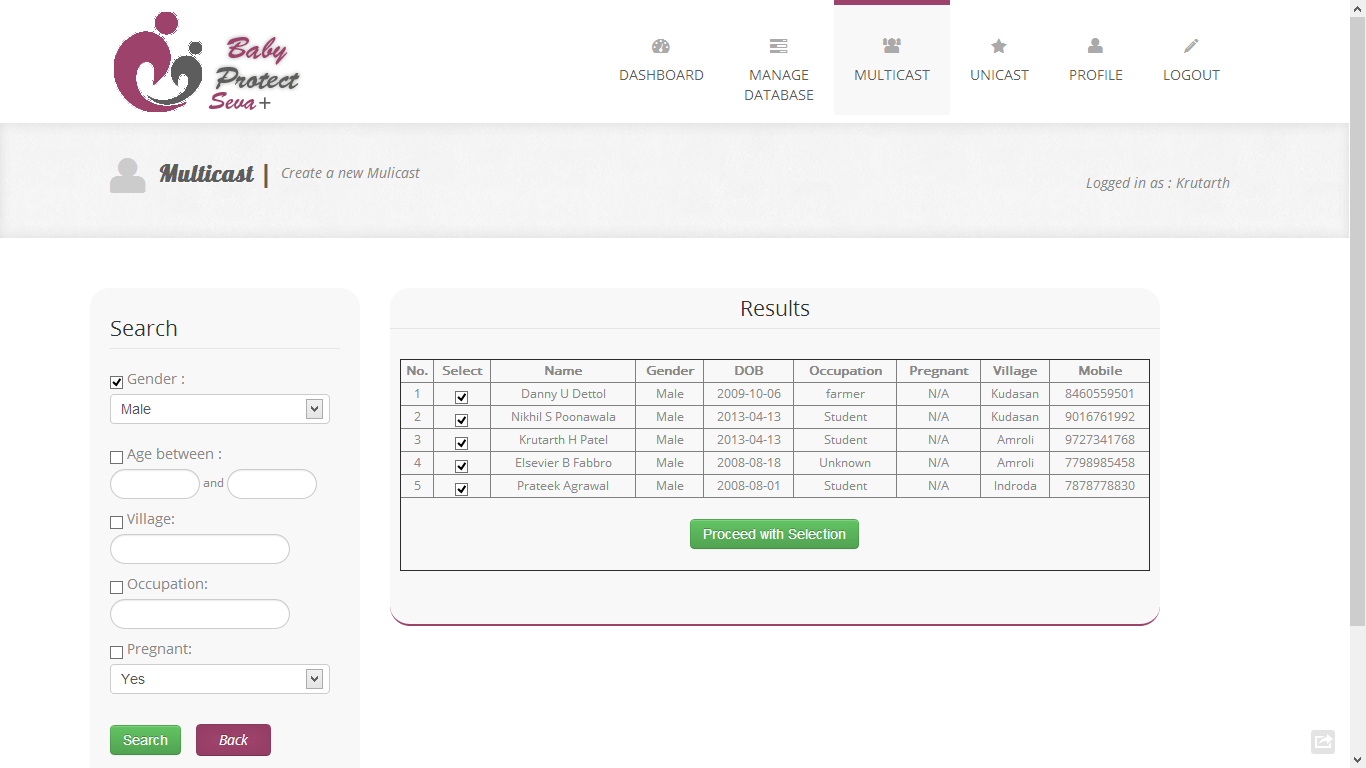 Baby
Protect
Seva+
DASHBOARD
MANAGE
DATABASE
MULTICAST
UNICAST
PROFILE
LOGOUT
Multicast | Create a new Mulicast
Logged in as : Krutarth
Search
Gender :
Male
Age between :
and
Village:
Occupation:
Pregnant:
Yes
Search Back
Results
No. Select Name Gender DOB Occupation Pregnant Village Mobile
1 Danny U Dettol Male 2009-10-06 farmer N/A Kudasan 8460559501
2 Nikhil S Poonawala Male 2013-04-13 Student N/A Kudasan 9016761992
3 Krutarth H Patel Male 2013-04-13 Student N/A Amroli 9727341768
4 Elsevier B Fabbro Male 2008-08-18 Unknown N/A Amroli 7798985458
5 Prateek Agrawal Male 2008-08-01 Student N/A Indroda 7878778830
Proceed with Selection